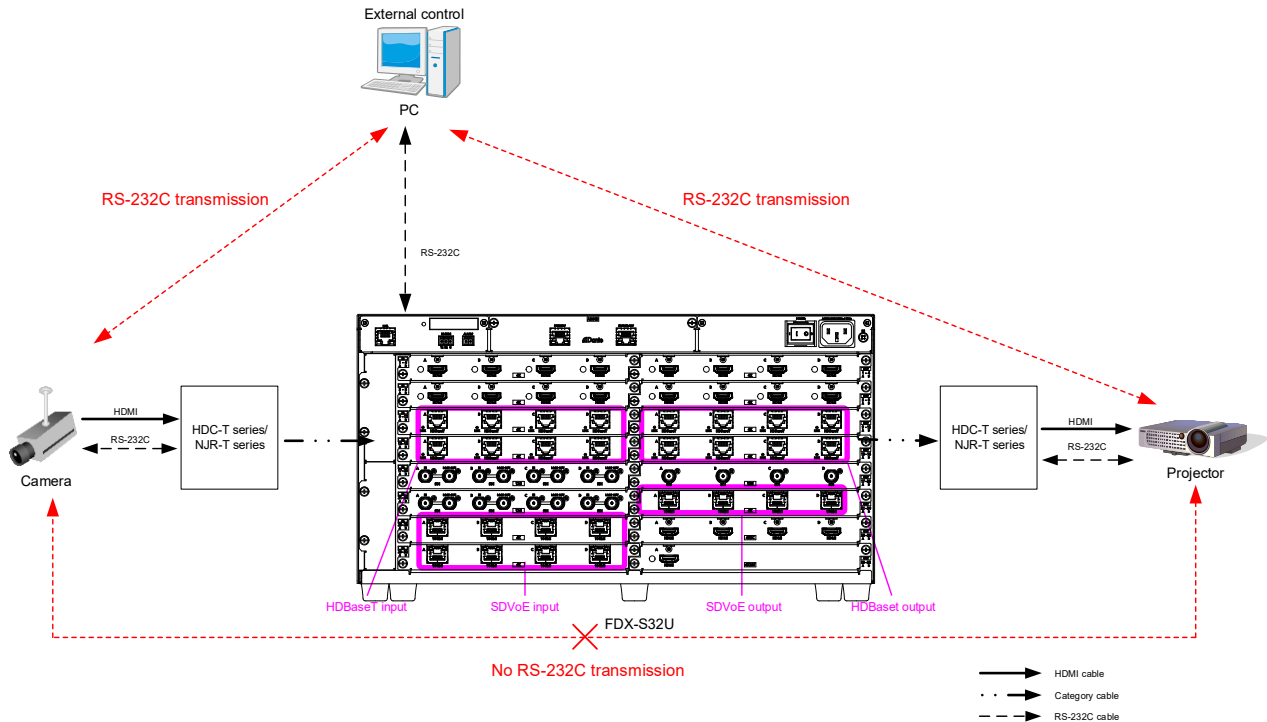 External control
PC
RS-232C transmission
RS-232C transmission
RS-232C
Dante
HDMI
RS-232C
Camera
HDC-T series/
NJR-T series
HDC-T series/
NJR-T series
HDMI
RS-232C
Projector
HDBaseT input
SDVoE input
SDVoE output
HDBaset output
FDX-S32U
No RS-232C transmission
HDMI cable
Category cable
RS-232C cable